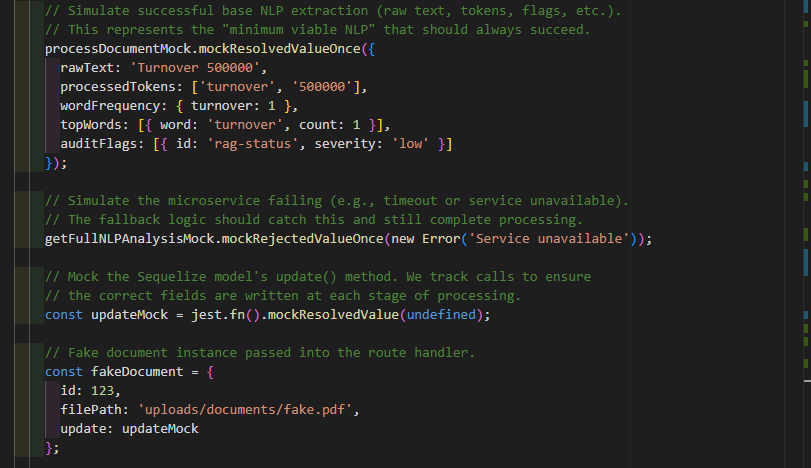 // Simulate successful base NLP extraction (raw text, tokens, flags, etc.).
// This represents the "minimum viable NLP" that should always succeed.
processDocumentMock.mockResolvedValueOnce({
  rawText: 'Turnover 500000',
  processedTokens: ['turnover', '500000'],
  wordFrequency: { turnover: 1 },
  topWords: [{ word: 'turnover', count: 1 }],
  auditFlags: [{ id: 'rag-status', severity: 'low' }]
});

// Simulate the microservice failing (e.g., timeout or service unavailable).
// The fallback logic should catch this and still complete processing.
getFullNLPAnalysisMock.mockRejectedValueOnce(new Error('Service unavailable'));

// Mock the Sequelize model's update() method. We track calls to ensure
// the correct fields are written at each stage of processing.
const updateMock = jest.fn().mockResolvedValue(undefined);

// Fake document instance passed into the route handler.
const fakeDocument = {
  id: 123,
  filePath: 'uploads/documents/fake.pdf',
  update: updateMock
};